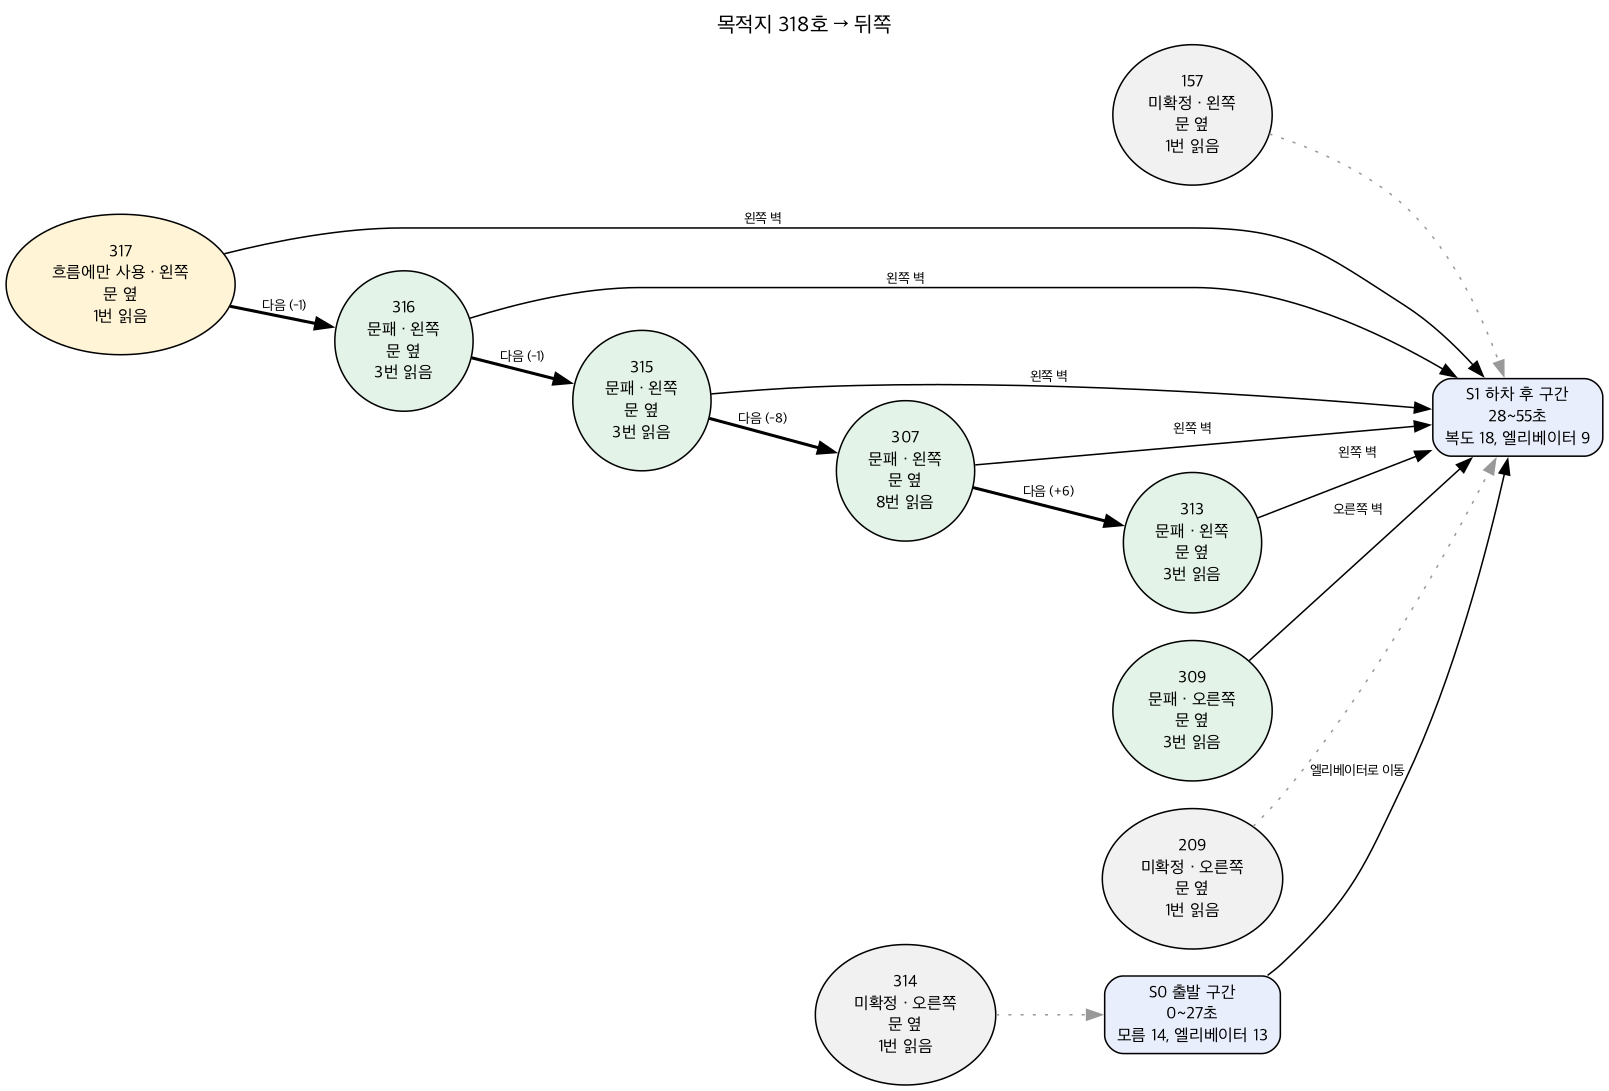 목적지 318호 → 뒤쪽
157
미확정 · 왼쪽
문 옆
1번 읽음
왼쪽 벽
317
흐름에만 사용 · 왼쪽
문 옆
1번 읽음
다음 (-1)
왼쪽 벽
316
문패 · 왼쪽
문 옆
3번 읽음
다음 (-1)
왼쪽 벽
315
문패 · 왼쪽
문 옆
3번 읽음
다음 (-8)
왼쪽 벽
307
문패 · 왼쪽
문 옆
8번 읽음
다음 (+6)
왼쪽 벽
313
문패 · 왼쪽
문 옆
3번 읽음
S1 하차 후 구간
28~55초
복도 18, 엘리베이터 9
오른쪽 벽
309
문패 · 오른쪽
문 옆
3번 읽음
엘리베이터로 이동
209
미확정 · 오른쪽
문 옆
1번 읽음
314
미확정 · 오른쪽
문 옆
1번 읽음
S0 출발 구간
0~27초
모름 14, 엘리베이터 13